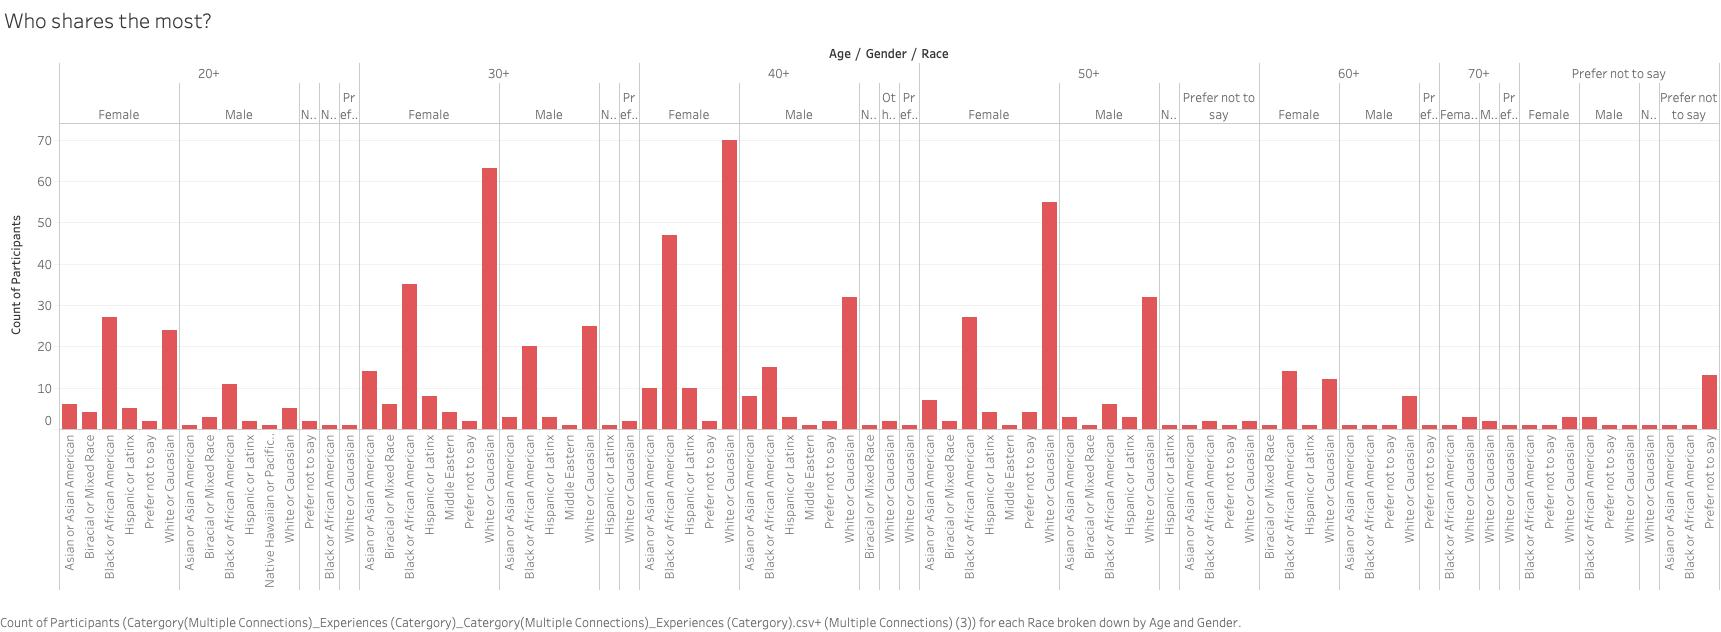 Who shares the most?
Age / Gender / Race
20+ 30+ 40+ 50+ 60+ 70+ Prefer not to say
Female Male N.. N.. Pr ef.. Female Male N.. Pr ef.. Female Male N.. Ot h.. Pr ef.. Female Male N.. Prefer not to say Female Male Pr ef.. Fema.. M.. Pr ef.. Female Male N.. Prefer not to say
Count of Participants
70
60
50
40
30
20
10
0
Asian or Asian American
Biracial or Mixed Race
Black or African American
Hispanic or Latinx
Prefer not to say
White or Caucasian
Asian or Asian American
Biracial or Mixed Race
Black or African American
Hispanic or Latinx
Native Hawaiian or Pacific..
White or Caucasian
Prefer not to say
Black or African American
White or Caucasian
Asian or Asian American
Biracial or Mixed Race
Black or African American
Hispanic or Latinx
Middle Eastern
Prefer not to say
White or Caucasian
Asian or Asian American
Black or African American
Hispanic or Latinx
Middle Eastern
White or Caucasian
Hispanic or Latinx
White or Caucasian
Asian or Asian American
Black or African American
Hispanic or Latinx
Prefer not to say
White or Caucasian
Asian or Asian American
Black or African American
Hispanic or Latinx
Middle Eastern
Prefer not to say
White or Caucasian
Biracial or Mixed Race
White or Caucasian
White or Caucasian
Asian or Asian American
Biracial or Mixed Race
Black or African American
Hispanic or Latinx
Middle Eastern
Prefer not to say
White or Caucasian
Asian or Asian American
Biracial or Mixed Race
Black or African American
Hispanic or Latinx
White or Caucasian
Hispanic or Latinx
Asian or Asian American
Black or African American
Prefer not to say
White or Caucasian
Biracial or Mixed Race
Black or African American
Hispanic or Latinx
White or Caucasian
Asian or Asian American
Black or African American
Prefer not to say
White or Caucasian
Prefer not to say
Black or African American
White or Caucasian
White or Caucasian
White or Caucasian
Black or African American
Prefer not to say
White or Caucasian
Black or African American
Prefer not to say
White or Caucasian
White or Caucasian
Asian or Asian American
Black or African American
Prefer not to say
Count of Participants (Catergory(Multiple Connections)_Experiences (Catergory)_Catergory(Multiple Connections)_Experiences (Catergory).csv+ (Multiple Connections) (3)) for each Race broken down by Age and Gender.